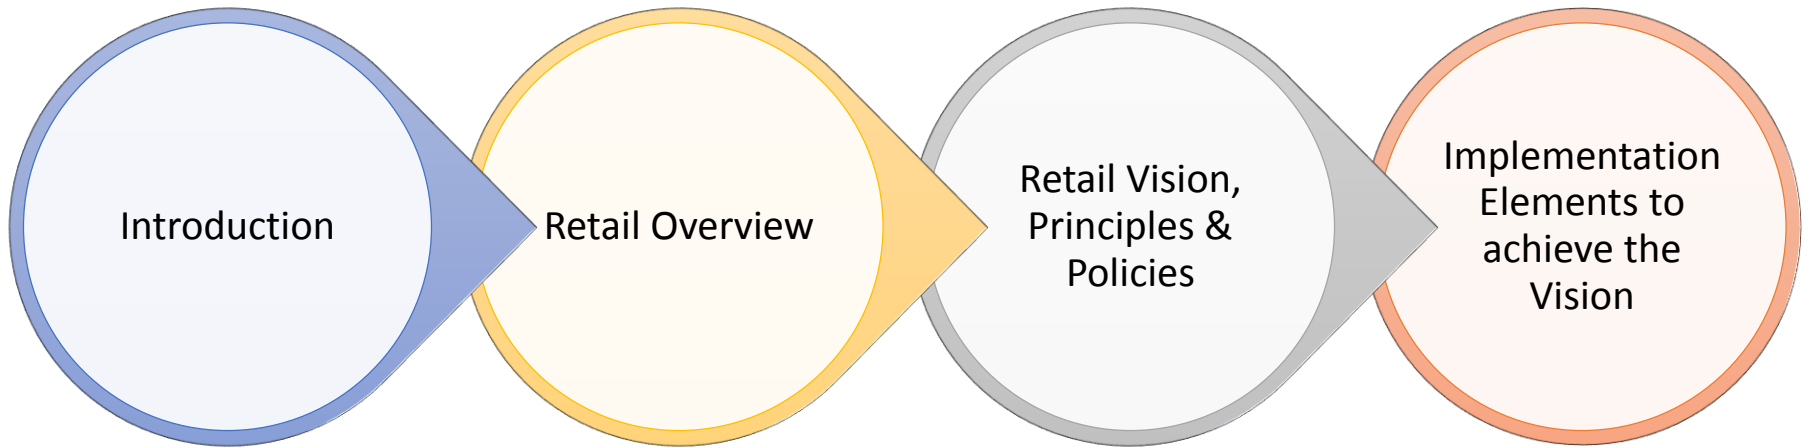 Introduction
Retail Overview
Retail Vision,
Principles &
Policies
Implementation
Elements to
achieve the
Vision